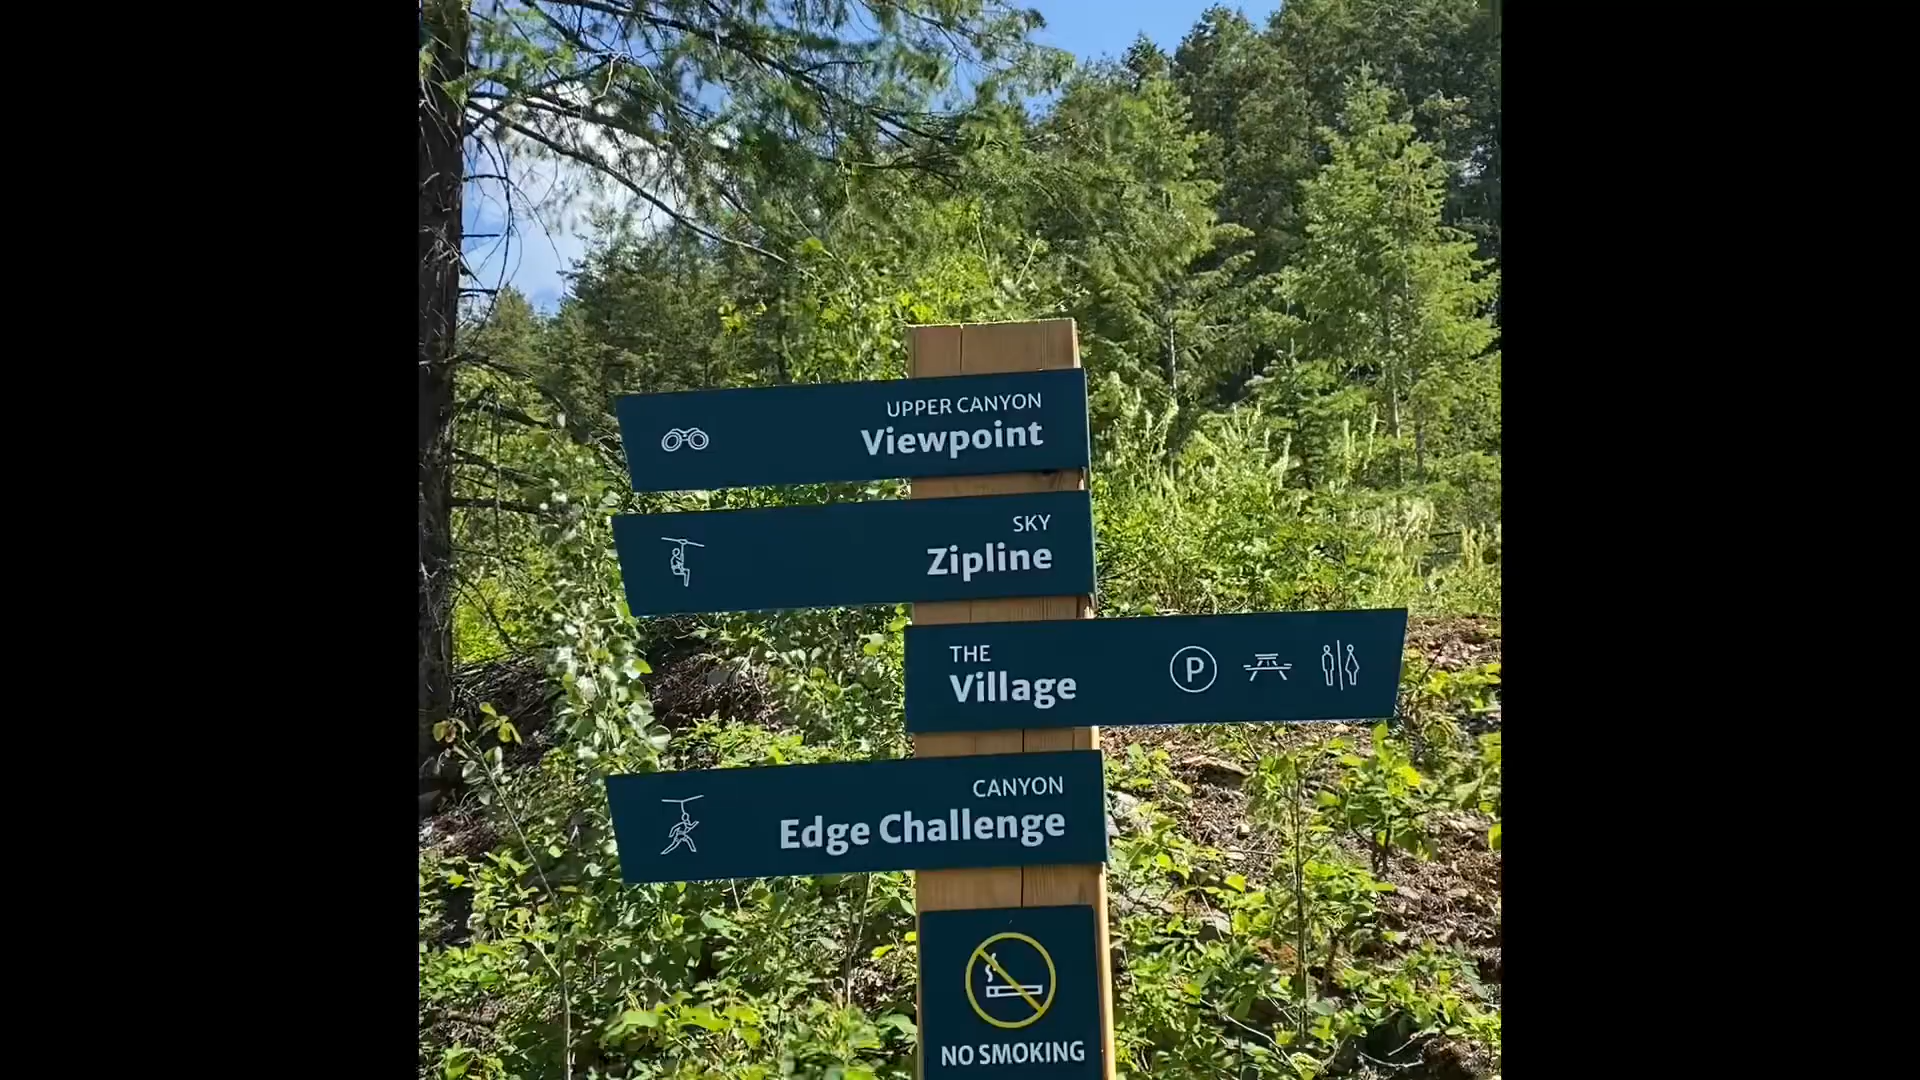 UPPER CANYON
Viewpoint
SKY
Zipline
THE
Village
P
CANYON
Edge Challenge
NO SMOKING